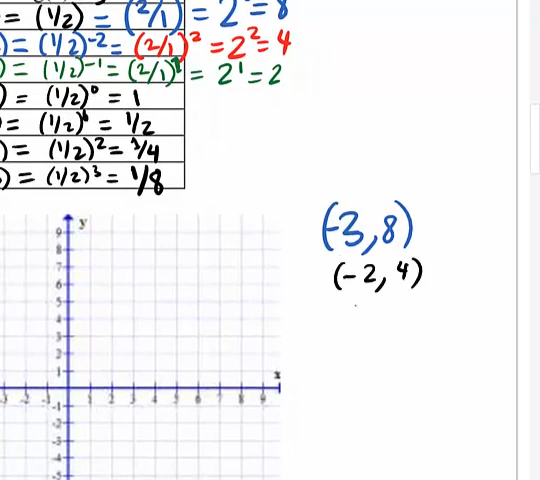 = (1/2) = (2/1) = 2 = 8
) = (1/2)^-2 = (2/1)^2 = 2^2 = 4
) = (1/2)^-1 = (2/1)^1 = 2^1 = 2
) = (1/2)^0 = 1
= (1/2)^1 = 1/2
) = (1/2)^2 = 1/4
) = (1/2)^3 = 1/8
(-3, 8)
(-2, 4)
y
9
8
7
6
5
4
3
2
1
x
-3 -2 -1 1 2 3 4 5 6 7 8 9
-1
-2
-3
-4
-5